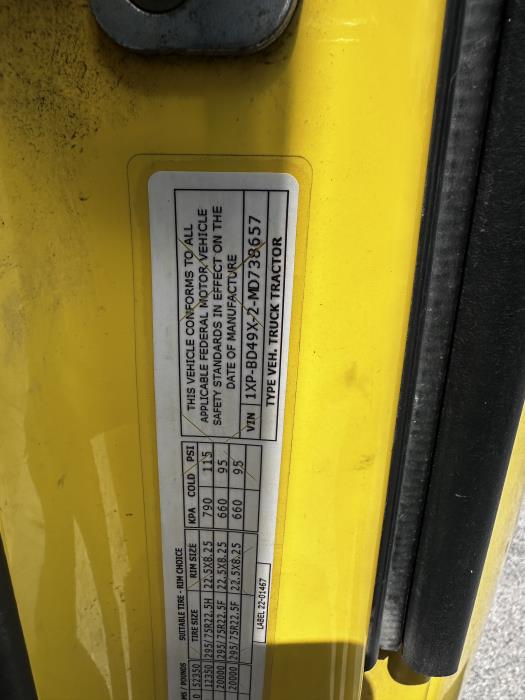 THIS VEHICLE CONFORMS TO ALL
APPLICABLE FEDERAL MOTOR VEHICLE
SAFETY STANDARDS IN EFFECT ON THE
DATE OF MANUFACTURE
VIN 1XP-BD49X-2-MD738657
TYPE VEH. TRUCK TRACTOR
SUITABLE TIRE - RIM CHOICE
TIRE SIZE RIM SIZE KPA COLD PSI
52350
12350 295/75R22.5H 22.5X8.25 790 115
20000 295/75R22.5F 22.5X8.25 660 95
20000 295/75R22.5F 22.5X8.25 660 95
LABEL 22-01467